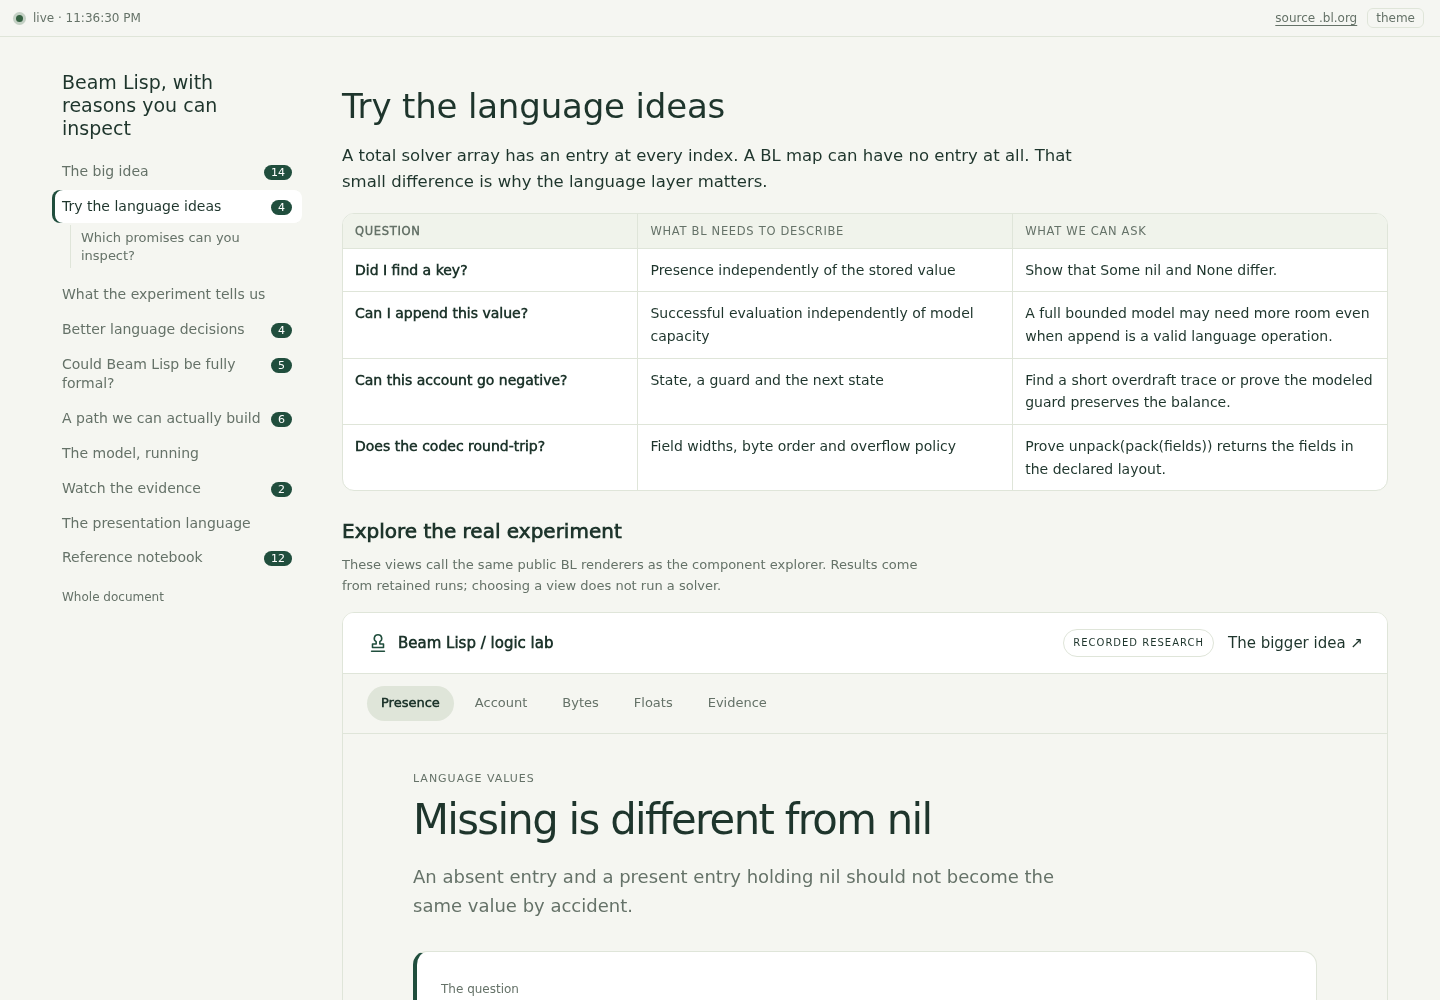 live · 11:36:30 PM
source .bl.org
theme
Beam Lisp, with
reasons you can
inspect
The big idea 14
Try the language ideas 4
Which promises can you
inspect?
What the experiment tells us
Better language decisions 4
Could Beam Lisp be fully 5
formal?
A path we can actually build 6
The model, running
Watch the evidence 2
The presentation language
Reference notebook 12
Whole document
Try the language ideas
A total solver array has an entry at every index. A BL map can have no entry at all. That
small difference is why the language layer matters.
QUESTION WHAT BL NEEDS TO DESCRIBE WHAT WE CAN ASK
Did I find a key? Presence independently of the stored value Show that Some nil and None differ.
Can I append this value? Successful evaluation independently of model A full bounded model may need more room even
capacity when append is a valid language operation.
Can this account go negative? State, a guard and the next state Find a short overdraft trace or prove the modeled
guard preserves the balance.
Does the codec round-trip? Field widths, byte order and overflow policy Prove unpack(pack(fields)) returns the fields in
the declared layout.
Explore the real experiment
These views call the same public BL renderers as the component explorer. Results come
from retained runs; choosing a view does not run a solver.
Beam Lisp / logic lab RECORDED RESEARCH The bigger idea ↗
Presence Account Bytes Floats Evidence
LANGUAGE VALUES
Missing is different from nil
An absent entry and a present entry holding nil should not become the
same value by accident.
The question